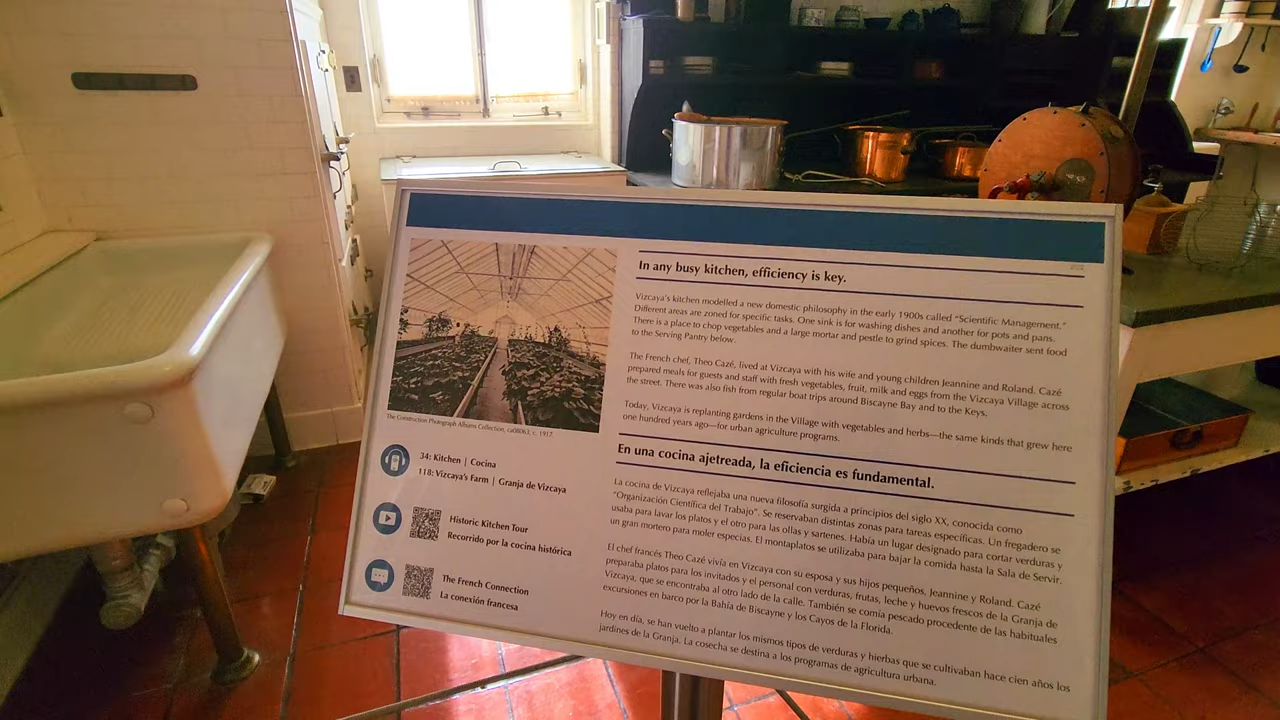 In any busy kitchen, efficiency is key.
Vizcaya's kitchen modelled a new domestic philosophy in the early 1900s called "Scientific Management."
Different areas are zoned for specific tasks. One sink is for washing dishes and another for pots and pans.
There is a place to chop vegetables and a large mortar and pestle to grind spices. The dumbwaiter sent food
to the Serving Pantry below.
The French chef, Theo Cazé, lived at Vizcaya with his wife and young children Jeannine and Roland. Cazé
prepared meals for guests and staff with fresh vegetables, fruit, milk and eggs from the Vizcaya Village across
the street. There was also fish from regular boat trips around Biscayne Bay and to the Keys.
Today, Vizcaya is replanting gardens in the Village with vegetables and herbs—the same kinds that grew here
one hundred years ago—for urban agriculture programs.
En una cocina ajetreada, la eficiencia es fundamental.
La cocina de Vizcaya reflejaba una nueva filosofía surgida a principios del siglo XX, conocida como
"Organización Científica del Trabajo". Se reservaban distintas zonas para tareas específicas. Un fregadero se
usaba para lavar los platos y el otro para las ollas y sartenes. Había un lugar designado para cortar verduras y
un gran mortero para moler especias. El montaplatos se utilizaba para bajar la comida hasta la Sala de Servir.
El chef francés Theo Cazé vivía en Vizcaya con su esposa y sus hijos pequeños, Jeannine y Roland. Cazé
preparaba platos para los invitados y el personal con verduras, frutas, leche y huevos frescos de la Granja de
Vizcaya, que se encontraba al otro lado de la calle. También se comía pescado procedente de las habituales
excursiones en barco por la Bahía de Biscayne y los Cayos de la Florida.
Hoy en día, se han vuelto a plantar los mismos tipos de verduras y hierbas que se cultivaban hace cien años los
jardines de la Granja. La cosecha se destina a los programas de agricultura urbana.
The Construction Photograph Albums Collection, ca08063, c. 1917.
34: Kitchen | Cocina
118: Vizcaya's Farm | Granja de Vizcaya
Historic Kitchen Tour
Recorrido por la cocina histórica
The French Connection
La conexión francesa